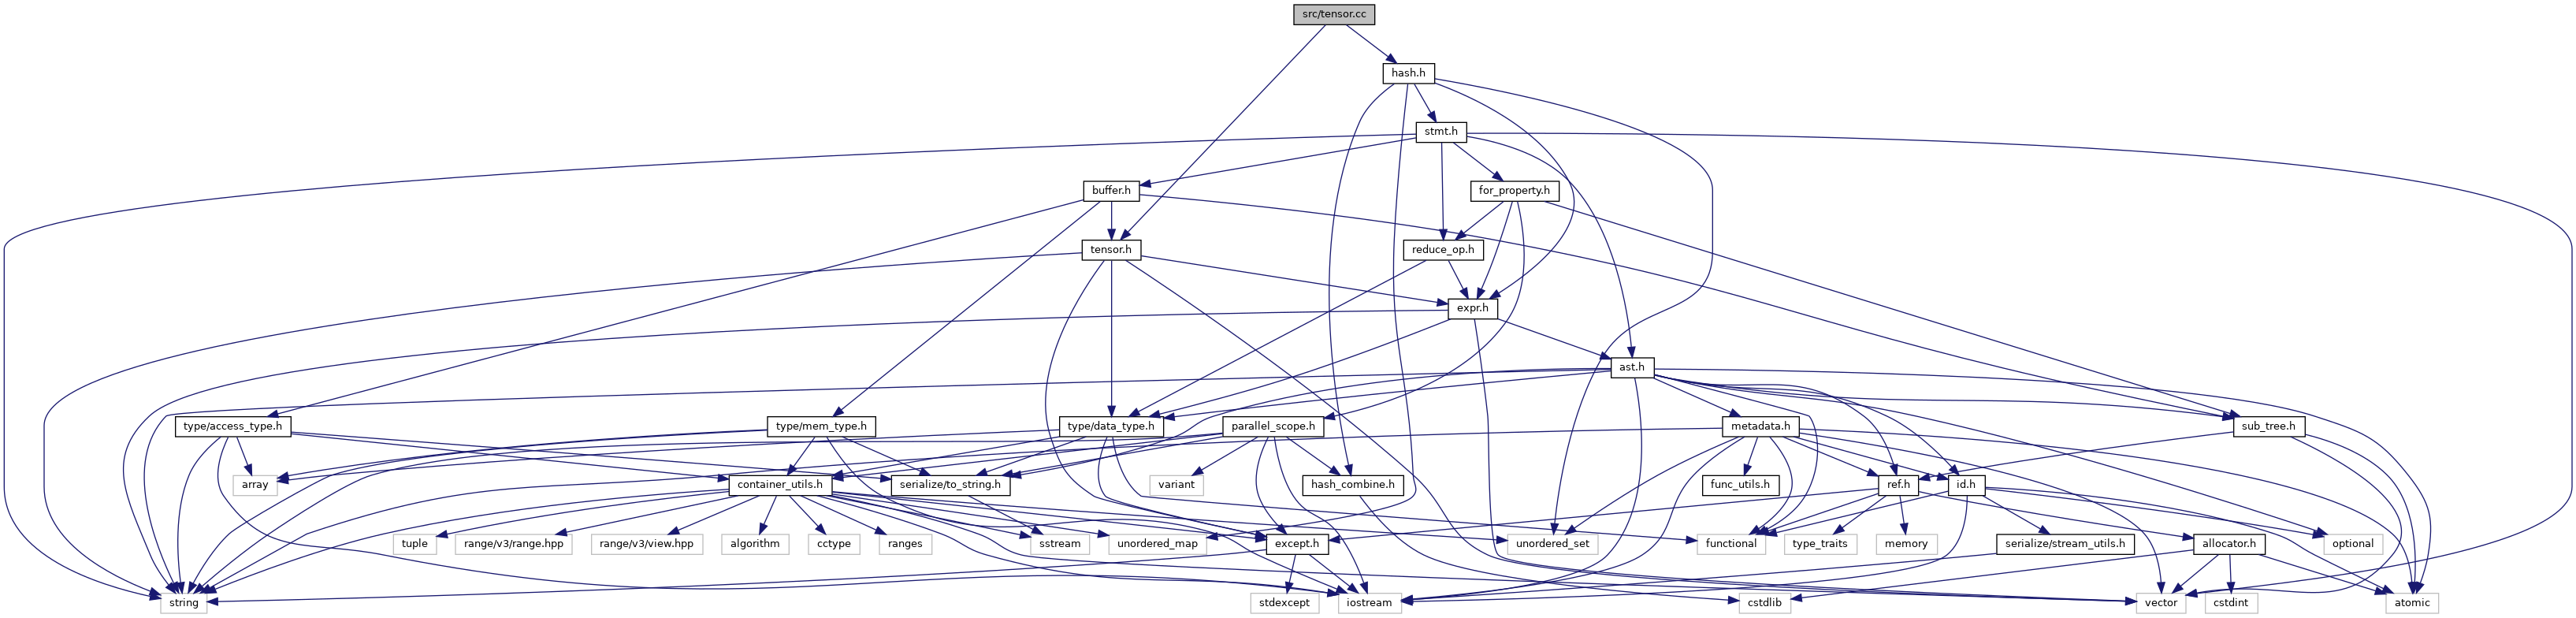 src/tensor.cc
hash.h
stmt.h
buffer.h
for_property.h
tensor.h
reduce_op.h
expr.h
ast.h
type/access_type.h
type/mem_type.h
type/data_type.h
parallel_scope.h
metadata.h
sub_tree.h
array
container_utils.h
serialize/to_string.h
variant
hash_combine.h
func_utils.h
ref.h
id.h
tuple
range/v3/range.hpp
range/v3/view.hpp
algorithm
cctype
ranges
sstream
unordered_map
except.h
unordered_set
functional
type_traits
memory
serialize/stream_utils.h
allocator.h
optional
string
stdexcept
iostream
cstdlib
vector
cstdint
atomic